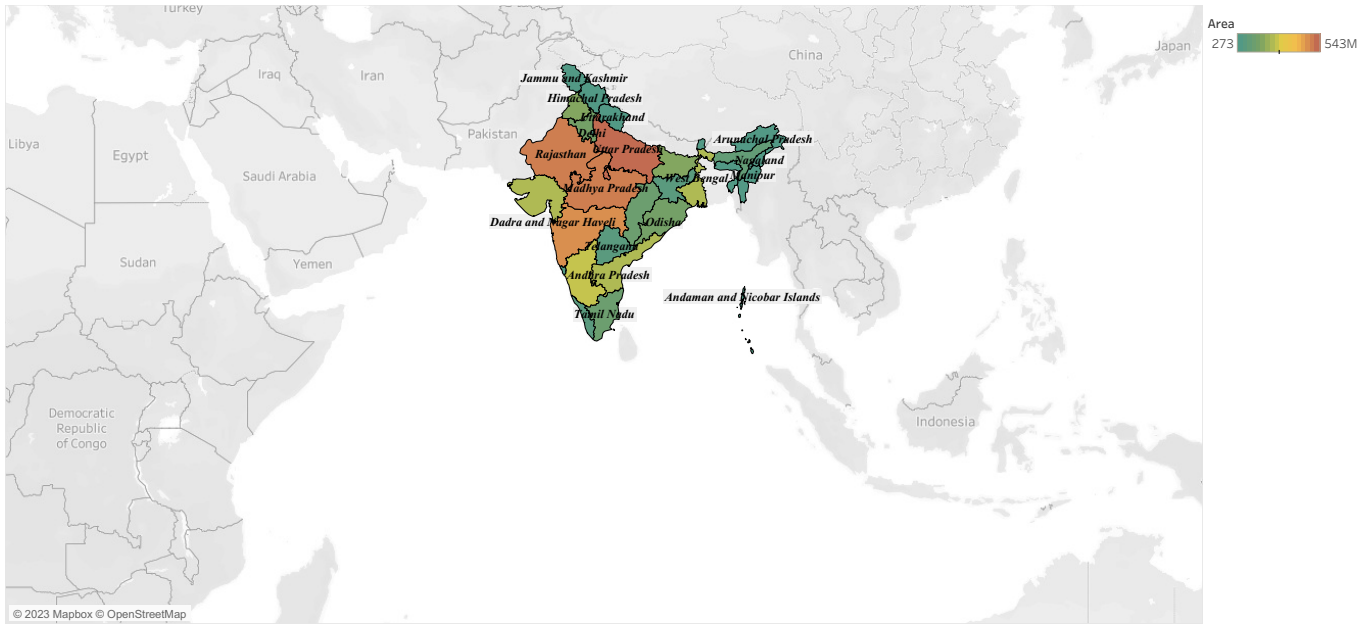 Turkey
Area
273
543M
Japan
China
Iraq
Iran
Jammu and Kashmir
Himachal Pradesh
Uttarakhand
Pakistan
Delhi
Arunachal Pradesh
Libya
Uttar Pradesh
Rajasthan
Egypt
Nagaland
Saudi Arabia
West Bengal
Manipur
Madhya Pradesh
Dadra and Nagar Haveli
Odisha
Telangana
Sudan
Yemen
Andhra Pradesh
Andaman and Nicobar Islands
Tamil Nadu
Democratic
Republic
of Congo
Indonesia
© 2023 Mapbox © OpenStreetMap